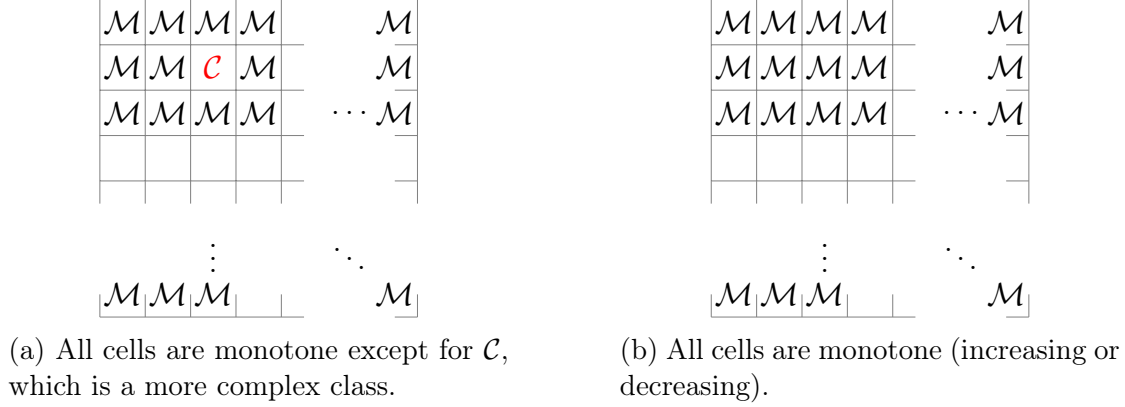 M M M M M
M M C M M
M M M M ⋯ M
⋮ ⋱
M M M M
(a) All cells are monotone except for C,
which is a more complex class.
M M M M M
M M M M M
M M M M ⋯ M
⋮ ⋱
M M M M
(b) All cells are monotone (increasing or
decreasing).